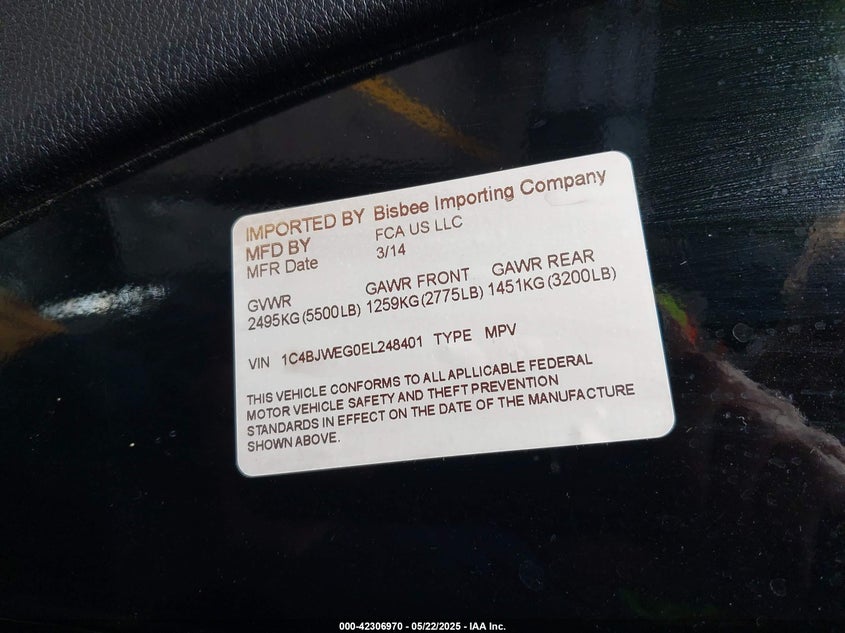 IMPORTED BY Bisbee Importing Company
MFD BY FCA US LLC
MFR Date 3/14
GVWR GAWR FRONT GAWR REAR
2495KG (5500LB) 1259KG (2775LB) 1451KG (3200LB)
VIN 1C4BJWEG0EL248401 TYPE MPV
THIS VEHICLE CONFORMS TO ALL APLLICABLE FEDERAL
MOTOR VEHICLE SAFETY AND THEFT PREVENTION
STANDARDS IN EFFECT ON THE DATE OF THE MANUFACTURE
SHOWN ABOVE.
000-42306970 - 05/22/2025 - IAA Inc.